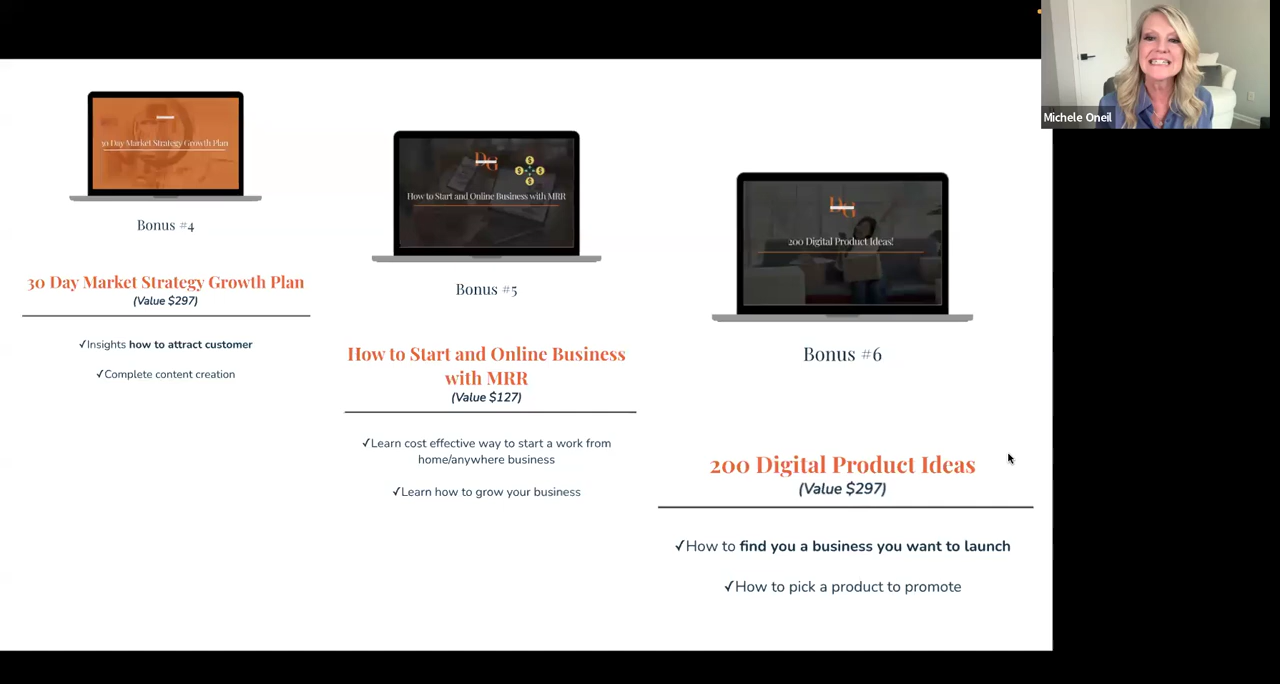 Michele Oneil
30 Day Market Strategy Growth Plan
Bonus #4
30 Day Market Strategy Growth Plan
(Value $297)
✓Insights how to attract customer
✓Complete content creation
DG
How to Start and Online Business with MRR
Bonus #5
How to Start and Online Business
with MRR
(Value $127)
✓Learn cost effective way to start a work from
home/anywhere business
✓Learn how to grow your business
DG
200 Digital Product Ideas!
Bonus #6
200 Digital Product Ideas
(Value $297)
✓How to find you a business you want to launch
✓How to pick a product to promote